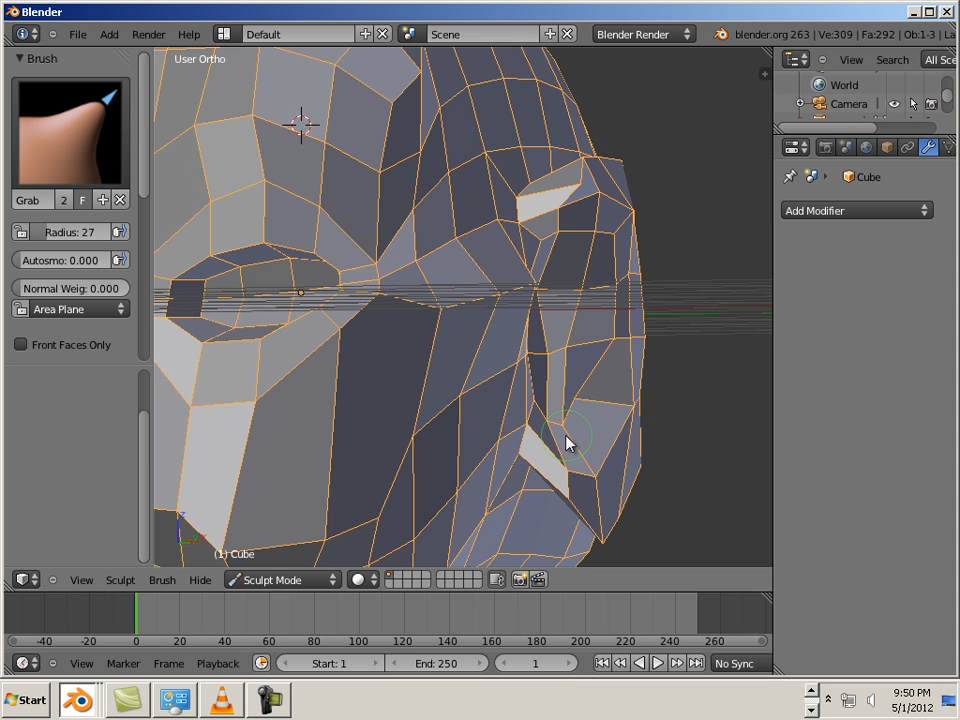 Blender
File Add Render Help Default Scene Blender Render blender.org 263 | Ve:309 | Fa:292 | Ob:1-3 | La
Brush
User Ortho
View Search All Sce
World
Camera
Grab 2 F
Cube
Radius: 27
Add Modifier
Autosmo: 0.000
Normal Weig: 0.000
Area Plane
Front Faces Only
z
(1) Cube
View Sculpt Brush Hide Sculpt Mode
-40 -20 0 20 40 60 80 100 120 140 160 180 200 220 240 260
View Marker Frame Playback Start: 1 End: 250 1 No Sync
Start
9:50 PM
5/1/2012